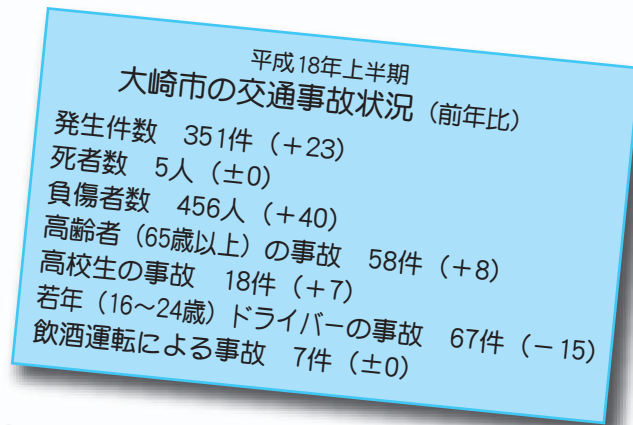 平成18年上半期
大崎市の交通事故状況（前年比）
発生件数　351件（＋23）
死者数　5人（±0）
負傷者数　456人（＋40）
高齢者（65歳以上）の事故　58件（＋8）
高校生の事故　18件（＋7）
若年（16〜24歳）ドライバーの事故　67件（－15）
飲酒運転による事故　7件（±0）